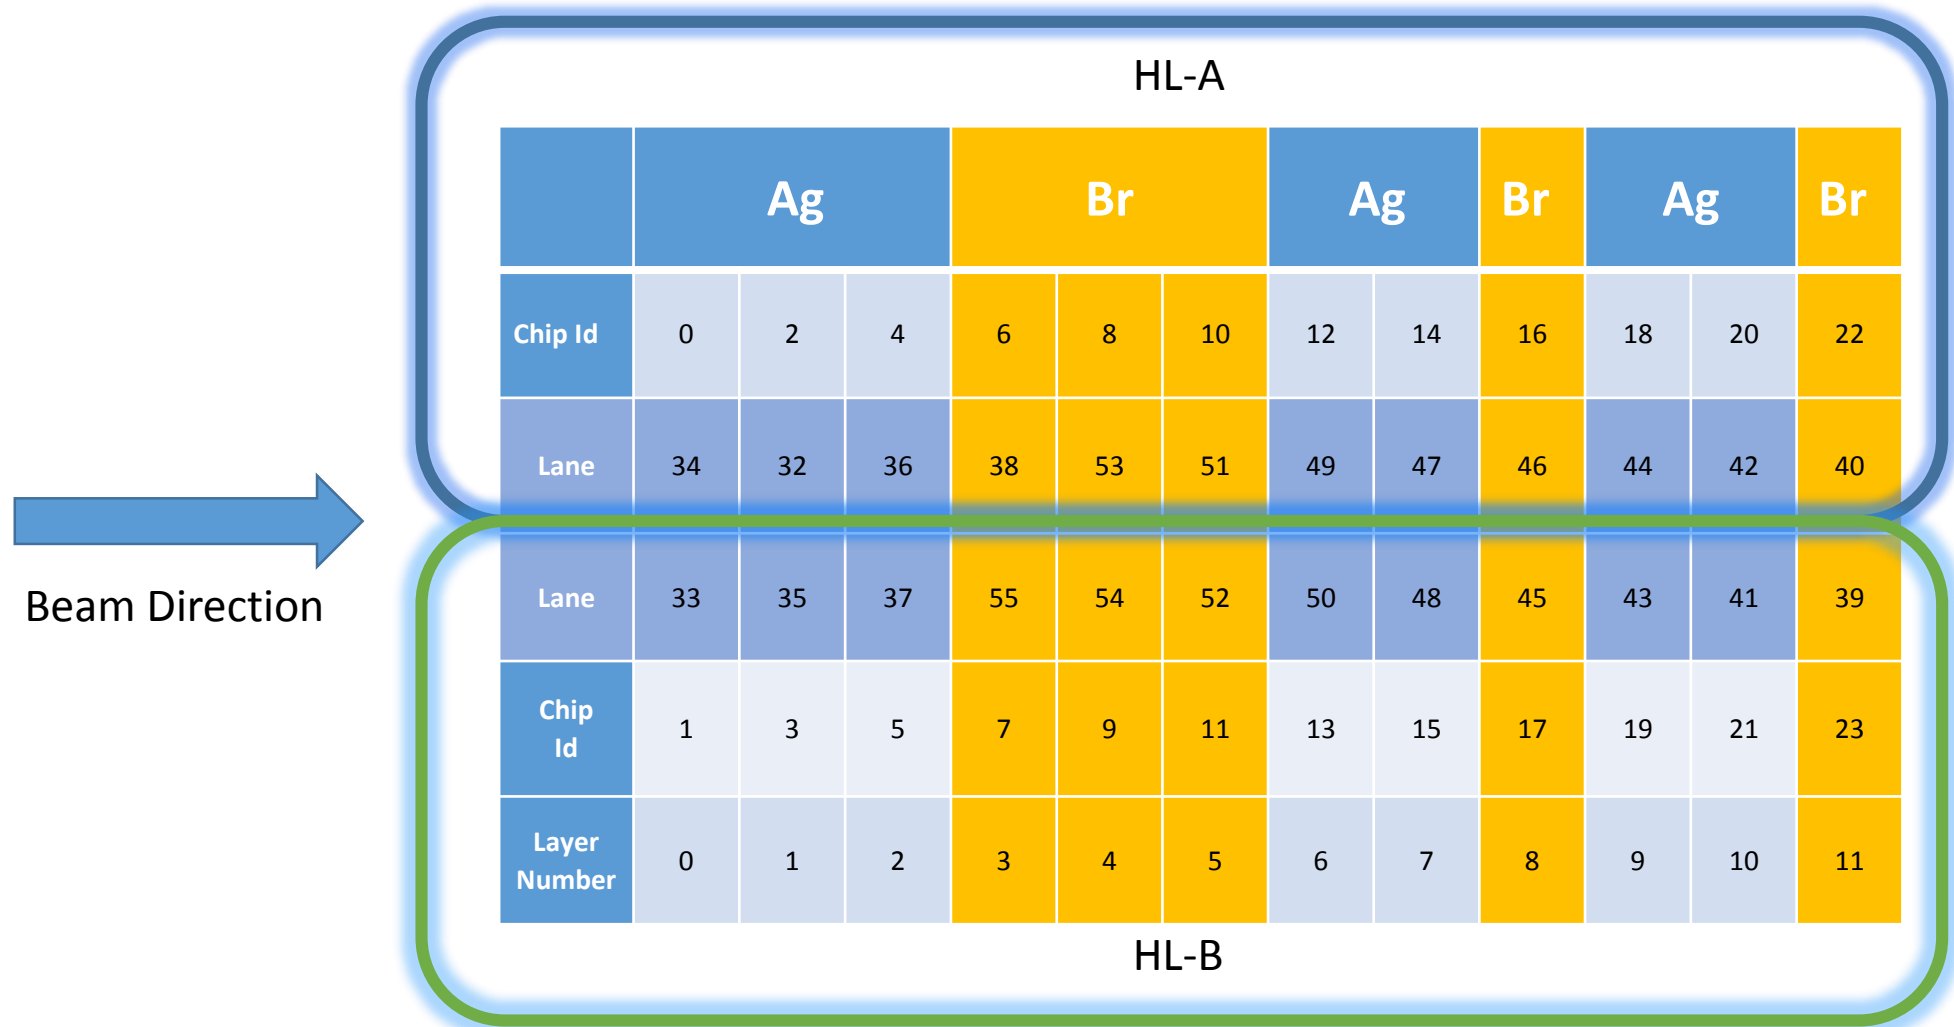 HL-A
Ag Br Ag Br Ag Br
Chip Id 0 2 4 6 8 10 12 14 16 18 20 22
Lane 34 32 36 38 53 51 49 47 46 44 42 40
Beam Direction
Lane 33 35 37 55 54 52 50 48 45 43 41 39
Chip
Id 1 3 5 7 9 11 13 15 17 19 21 23
Layer
Number 0 1 2 3 4 5 6 7 8 9 10 11
HL-B